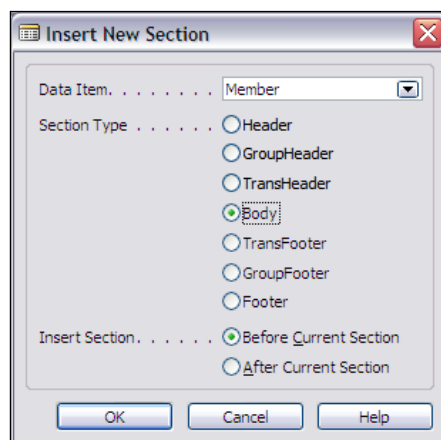 Insert New Section
Data Item. . . . . . . . Member
Section Type . . . . . . Header
GroupHeader
TransHeader
Body
TransFooter
GroupFooter
Footer
Insert Section. . . . . . Before Current Section
After Current Section
OK Cancel Help